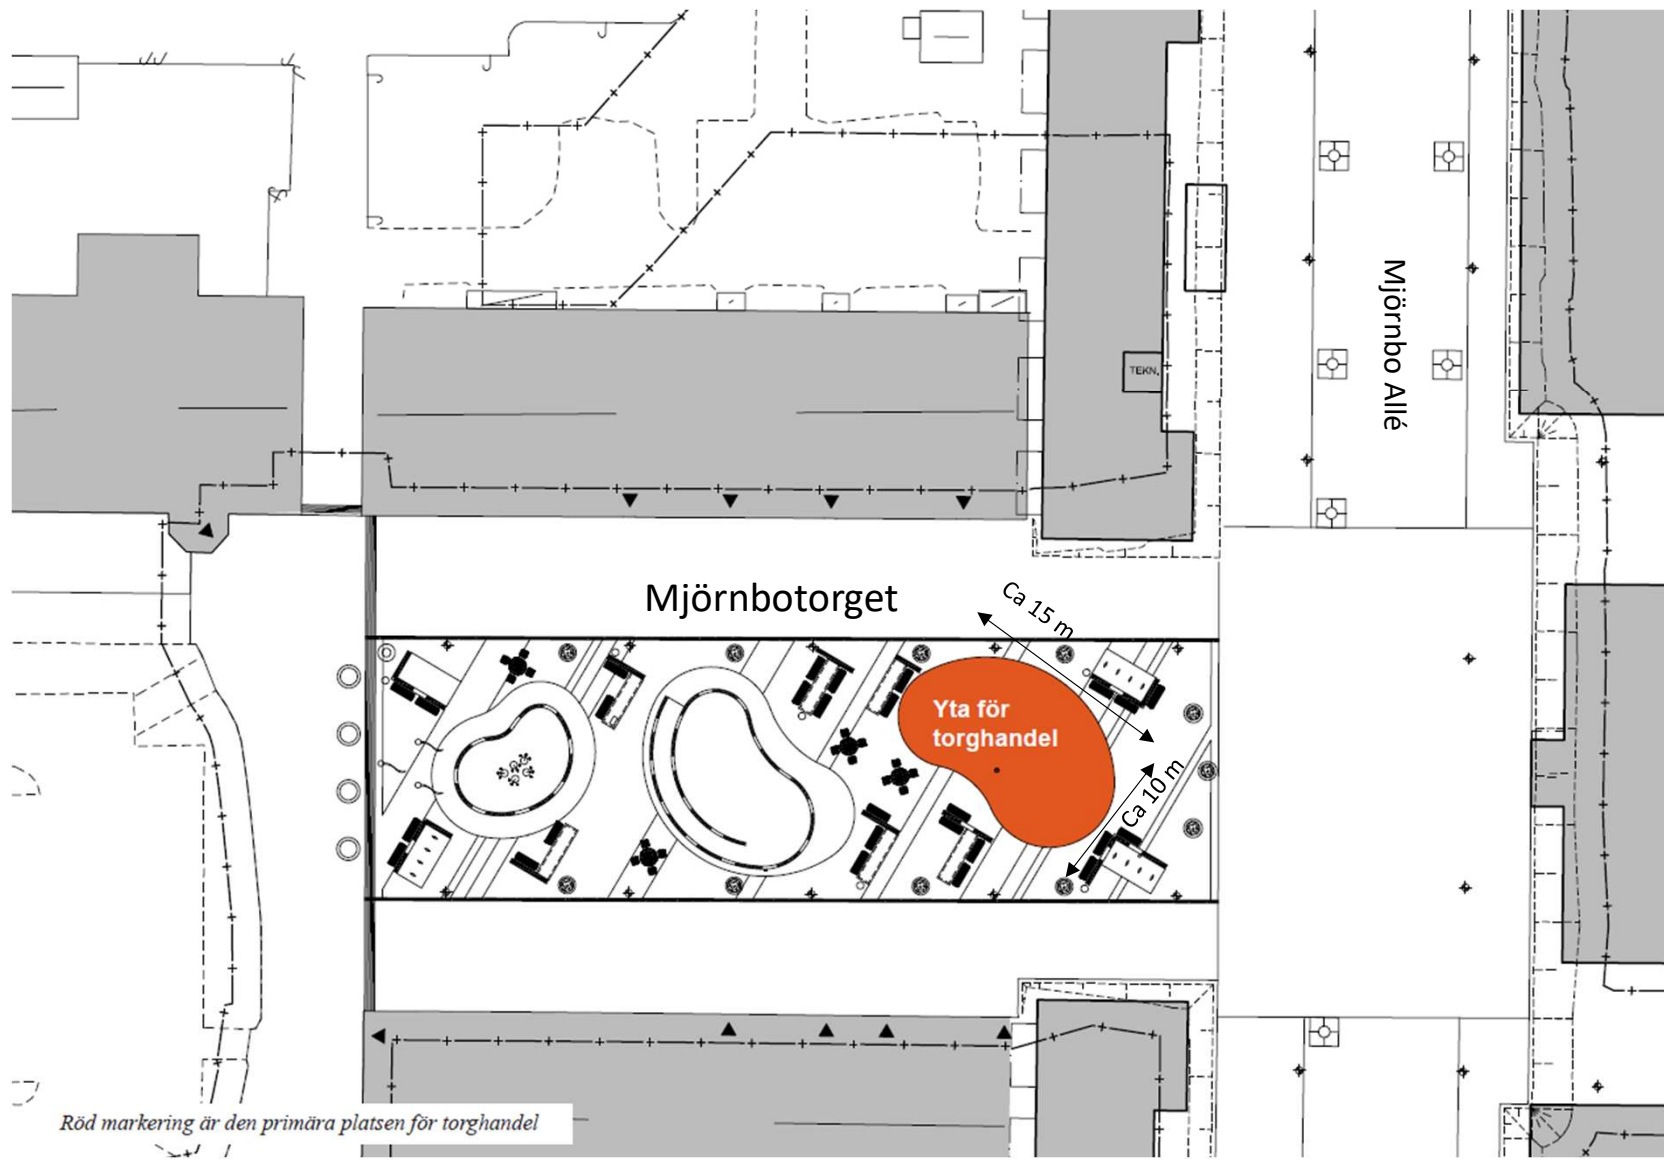 TEKN.
Mjörnbo Allé
Mjörnbotorget
Ca 15 m
Yta för
torghandel
Ca 10 m
Röd markering är den primära platsen för torghandel